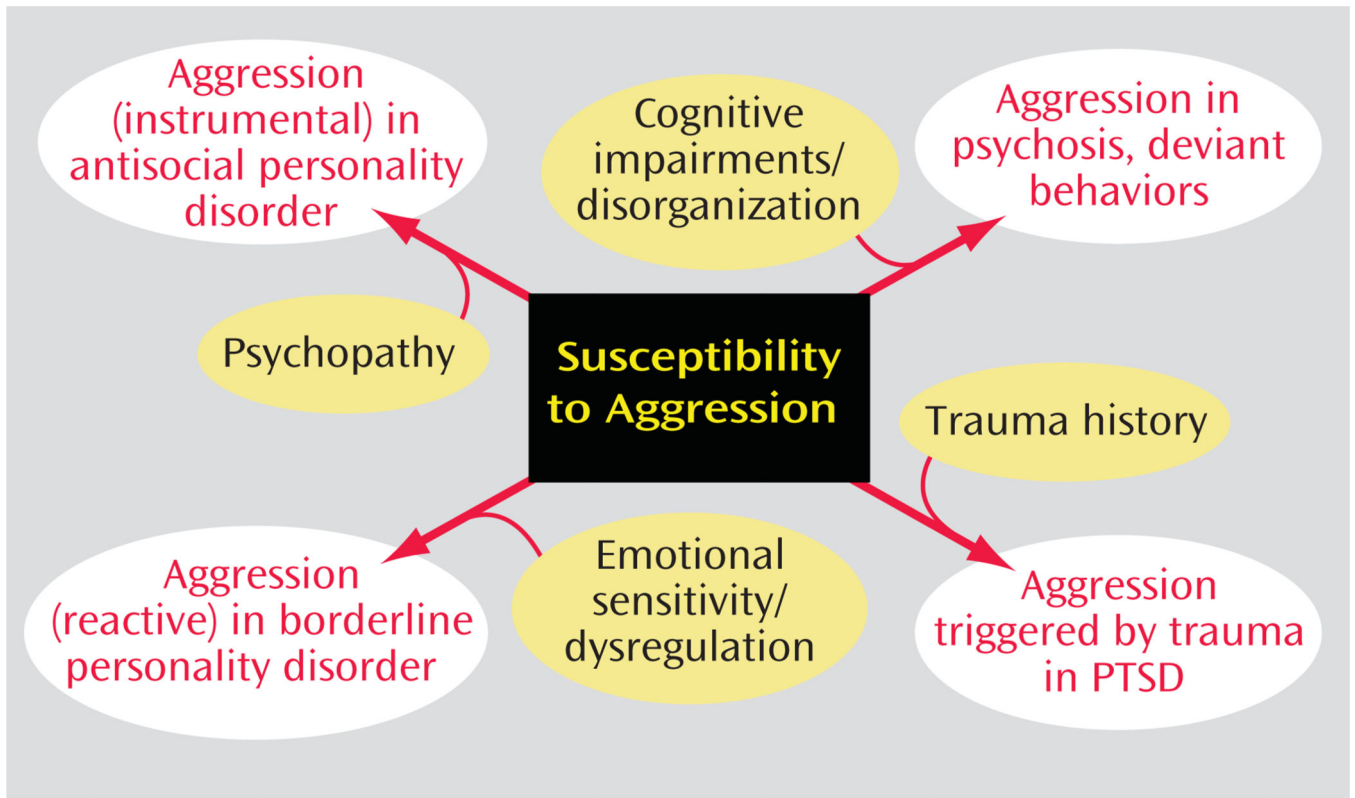 Aggression
(instrumental) in
antisocial personality
disorder
Cognitive
impairments/
disorganization
Aggression in
psychosis, deviant
behaviors
Psychopathy
Susceptibility
to Aggression
Trauma history
Aggression
(reactive) in borderline
personality disorder
Emotional
sensitivity/
dysregulation
Aggression
triggered by trauma
in PTSD